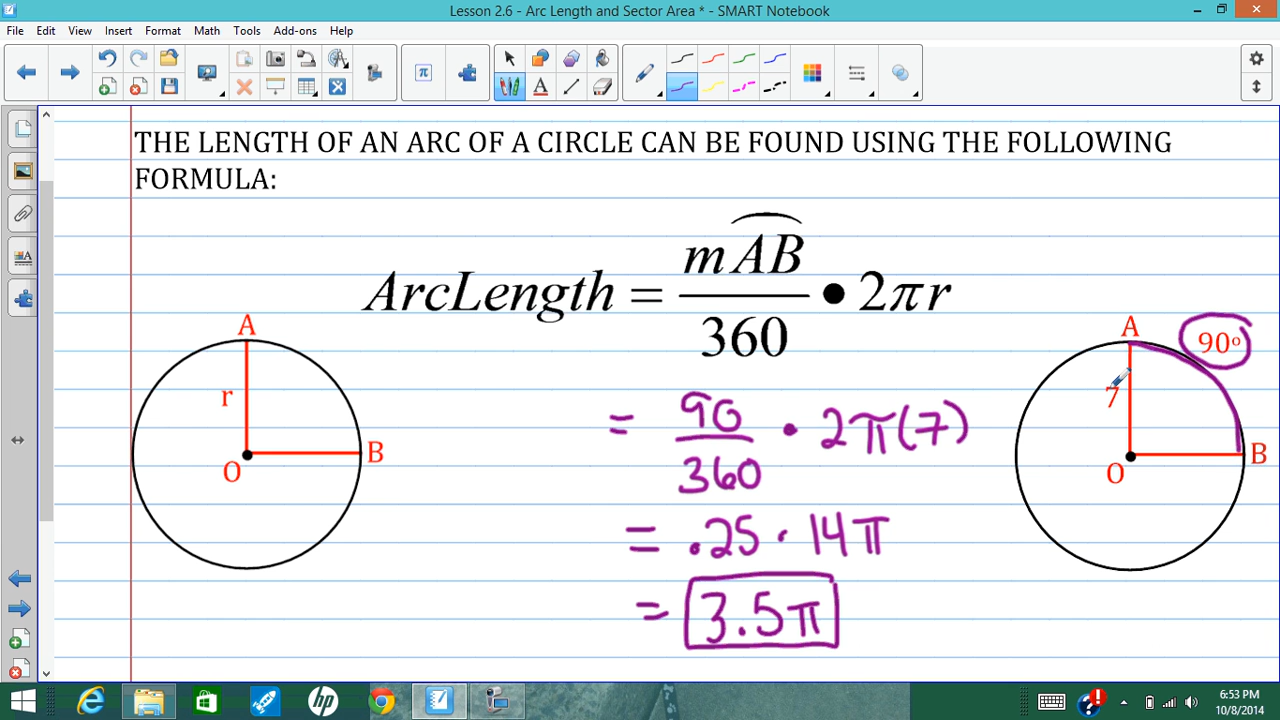 Lesson 2.6 - Arc Length and Sector Area * - SMART Notebook
File Edit View Insert Format Math Tools Add-ons Help
THE LENGTH OF AN ARC OF A CIRCLE CAN BE FOUND USING THE FOLLOWING
FORMULA:
ArcLength = mAB/360 • 2πr
A
r
O
B
A
90°
7
O
B
= 90/360 • 2π(7)
= .25 · 14π
= 3.5π
hp
6:53 PM
10/8/2014